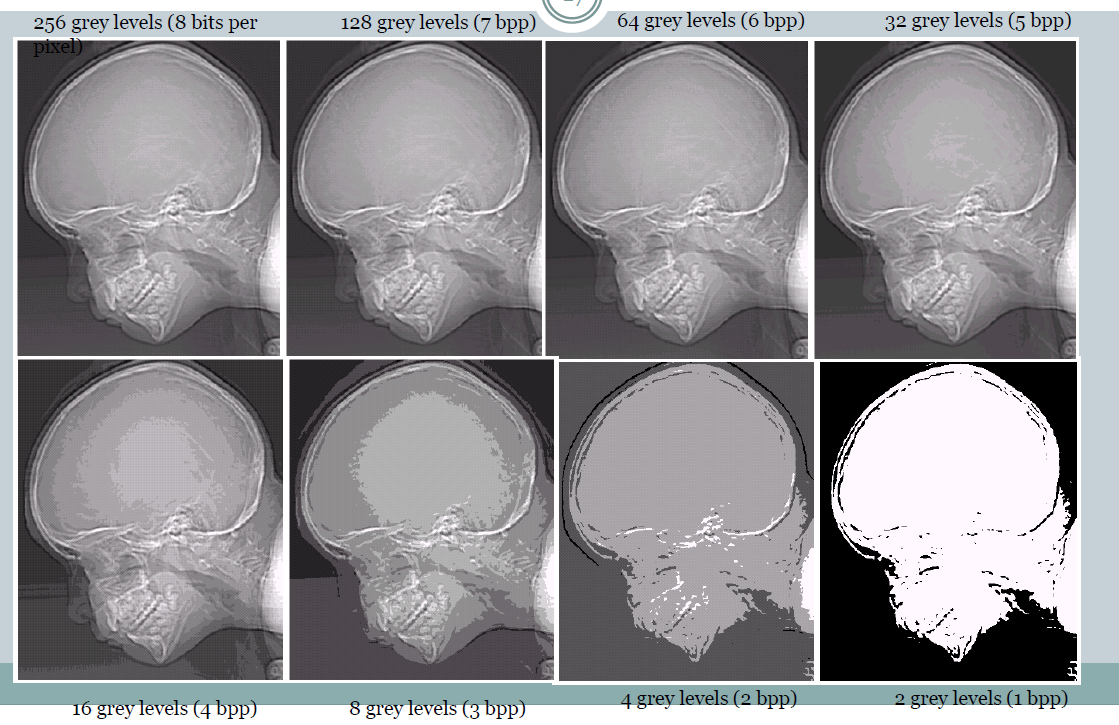 256 grey levels (8 bits per
pixel)
128 grey levels (7 bpp)
64 grey levels (6 bpp)
32 grey levels (5 bpp)
16 grey levels (4 bpp)
8 grey levels (3 bpp)
4 grey levels (2 bpp)
2 grey levels (1 bpp)